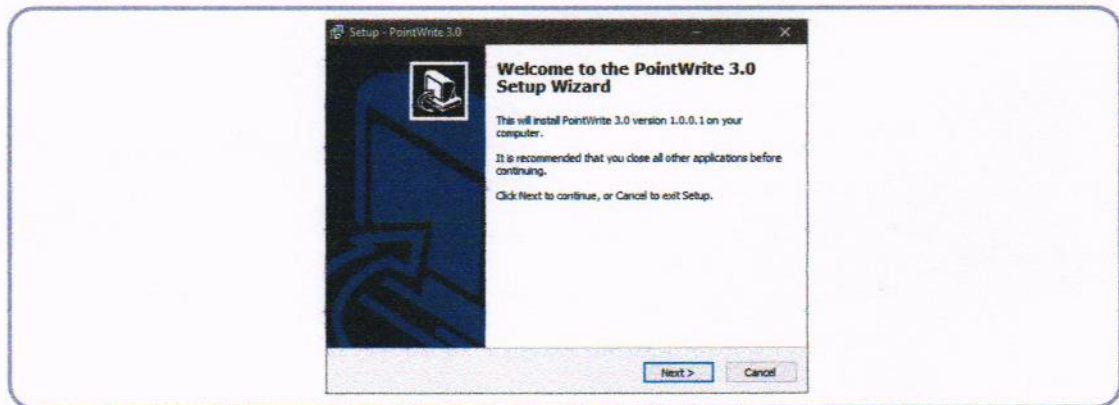 Setup - PointWrite 3.0
Welcome to the PointWrite 3.0
Setup Wizard
This will install PointWrite 3.0 version 1.0.0.1 on your
computer.
It is recommended that you close all other applications before
continuing.
Click Next to continue, or Cancel to exit Setup.
Next >
Cancel